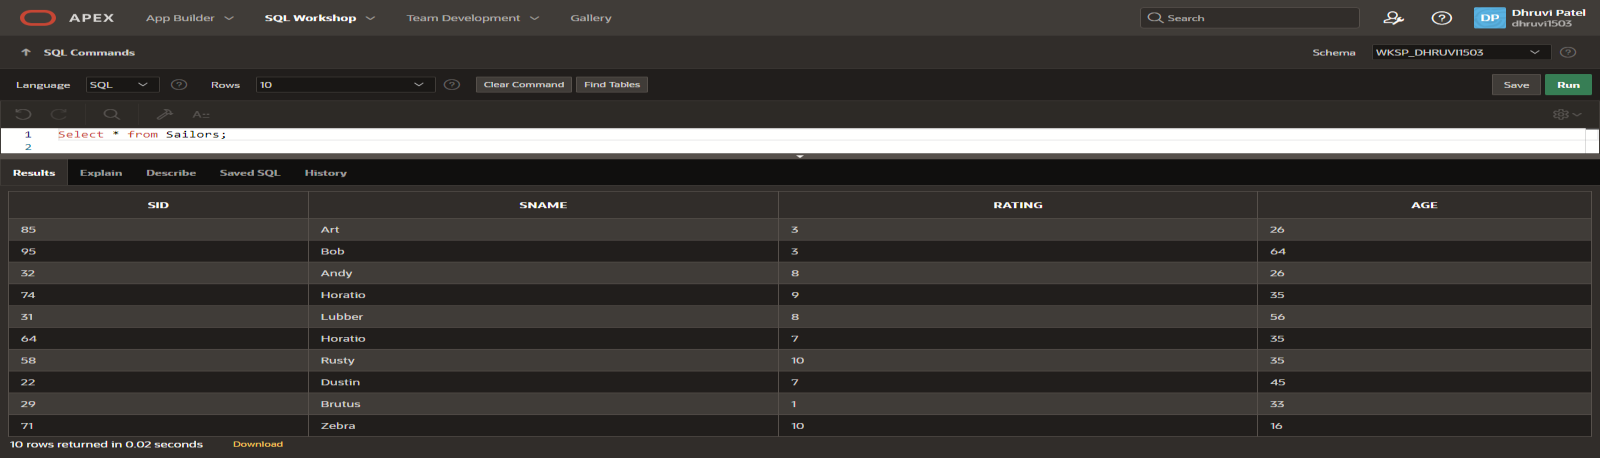 APEX App Builder SQL Workshop Team Development Gallery Search DP Dhruvi Patel
dhruvi1503
SQL Commands Schema WKSP_DHRUVI1503
Language SQL Rows 10 Clear Command Find Tables Save Run
A::
1 Select * from Sailors;
2
Results Explain Describe Saved SQL History
SID SNAME RATING AGE
85 Art 3 26
95 Bob 3 64
32 Andy 8 26
74 Horatio 9 35
31 Lubber 8 56
64 Horatio 7 35
58 Rusty 10 35
22 Dustin 7 45
29 Brutus 1 33
71 Zebra 10 16
10 rows returned in 0.02 seconds Download